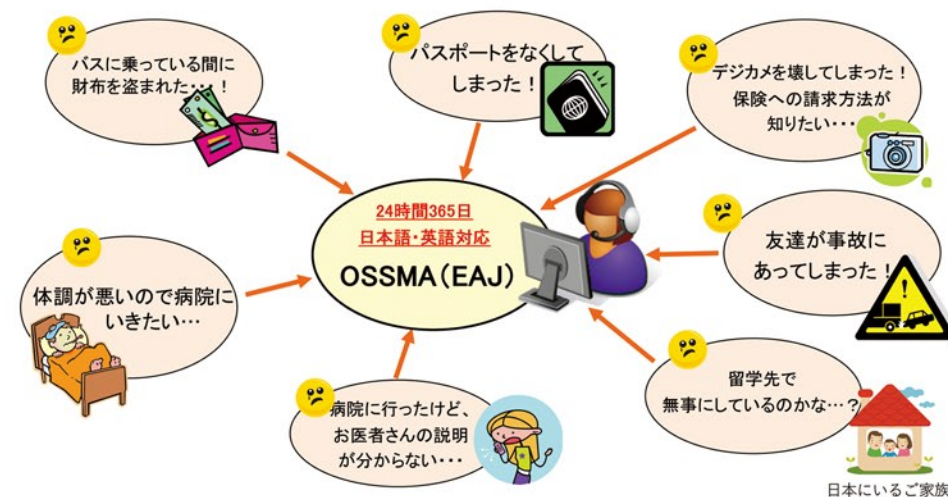 バスに乗っている間に
財布を盗まれた・・・！
パスポートをなくして
しまった！
デジカメを壊してしまった！
保険への請求方法が
知りたい・・・
24時間365日
日本語・英語対応
OSSMA（EAJ）
友達が事故に
あってしまった！
体調が悪いので病院に
いきたい…
病院に行ったけど、
お医者さんの説明
が分からない・・・
留学先で
無事にしているのかな…？
日本にいるご家族